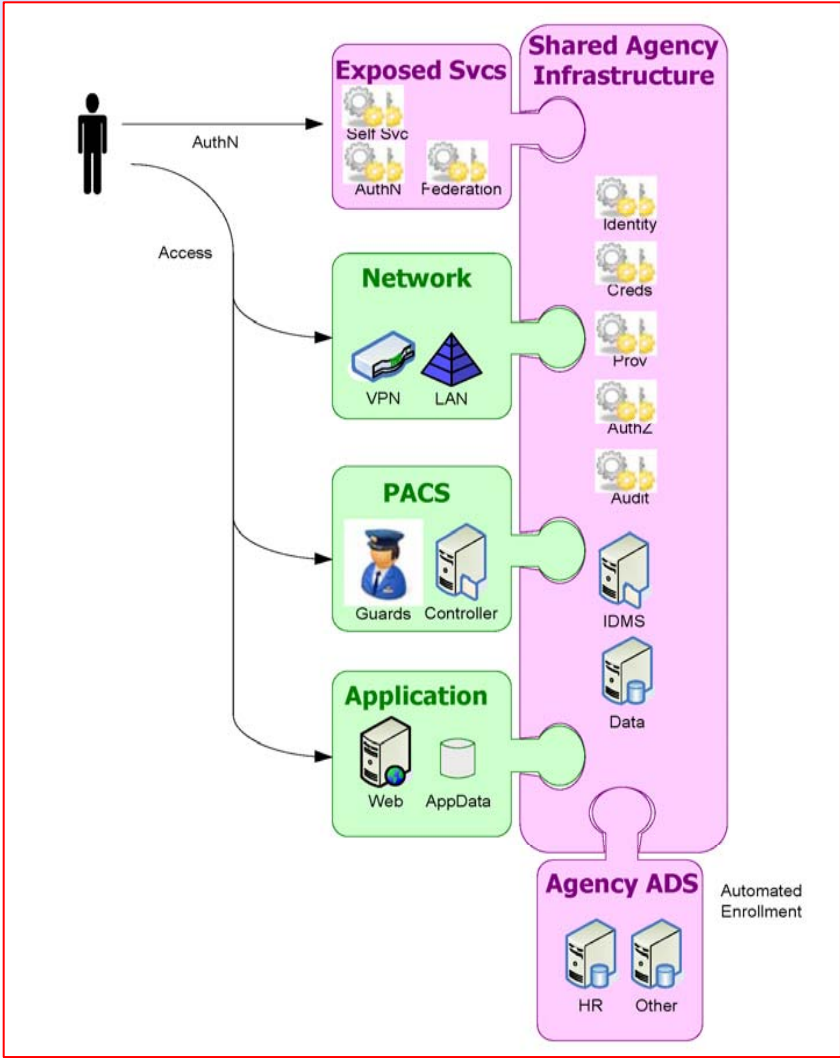 Shared Agency
Infrastructure
Exposed Svcs
Self Svc
AuthN
Federation
AuthN
Access
Identity
Creds
Prov
AuthZ
Audit
IDMS
Data
Network
VPN
LAN
PACS
Guards
Controller
Application
Web
AppData
Agency ADS
HR
Other
Automated
Enrollment